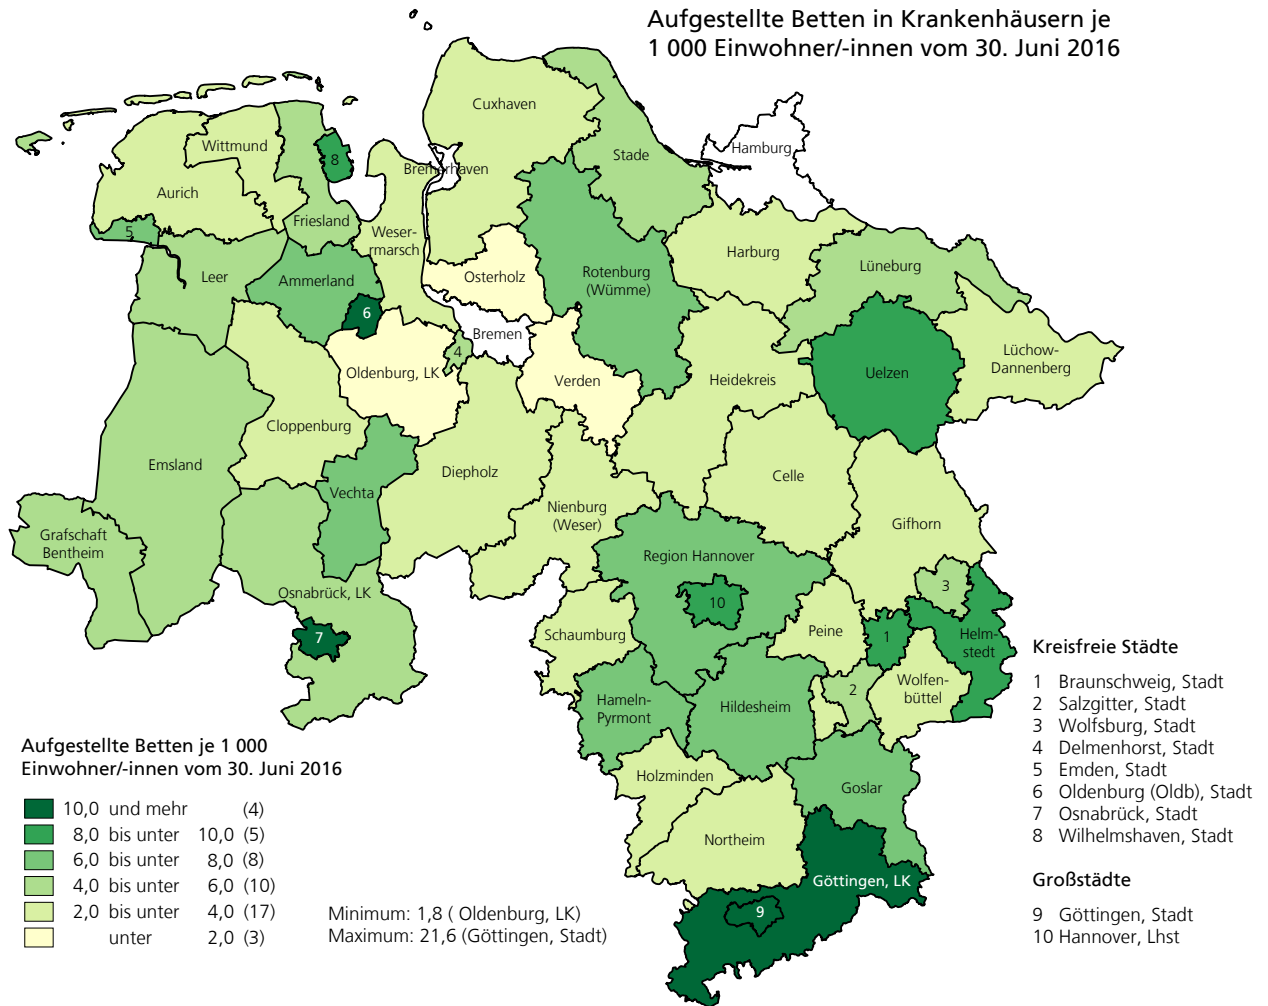 Aufgestellte Betten in Krankenhäusern je
1 000 Einwohner/-innen vom 30. Juni 2016
Cuxhaven
Wittmund
8
Stade
Hamburg
Bremerhaven
Aurich
Friesland
5
Weser-
rmarsch
Harburg
Lüneburg
Leer
Ammerland
Osterholz
Rotenburg
(Wümme)
6
Bremen
4
Oldenburg, LK
Verden
Heidekreis
Uelzen
Lüchow-
Dannenberg
Cloppenburg
Emsland
Diepholz
Celle
Vechta
Nienburg
(Weser)
Gifhorn
Grafschaft
Bentheim
Region Hannover
Osnabrück, LK
10
3
7
Schaumburg
Peine
1
Helm-
stedt
Wolfen-
büttel
2
Hameln-
Pyrmont
Hildesheim
Holzminden
Goslar
Northeim
Göttingen, LK
9
Kreisfreie Städte
1 Braunschweig, Stadt
2 Salzgitter, Stadt
3 Wolfsburg, Stadt
4 Delmenhorst, Stadt
5 Emden, Stadt
6 Oldenburg (Oldb), Stadt
7 Osnabrück, Stadt
8 Wilhelmshaven, Stadt
Großstädte
9 Göttingen, Stadt
10 Hannover, Lhst
Aufgestellte Betten je 1 000
Einwohner/-innen vom 30. Juni 2016
10,0 und mehr (4)
8,0 bis unter 10,0 (5)
6,0 bis unter 8,0 (8)
4,0 bis unter 6,0 (10)
2,0 bis unter 4,0 (17)
unter 2,0 (3)
Minimum: 1,8 ( Oldenburg, LK)
Maximum: 21,6 (Göttingen, Stadt)